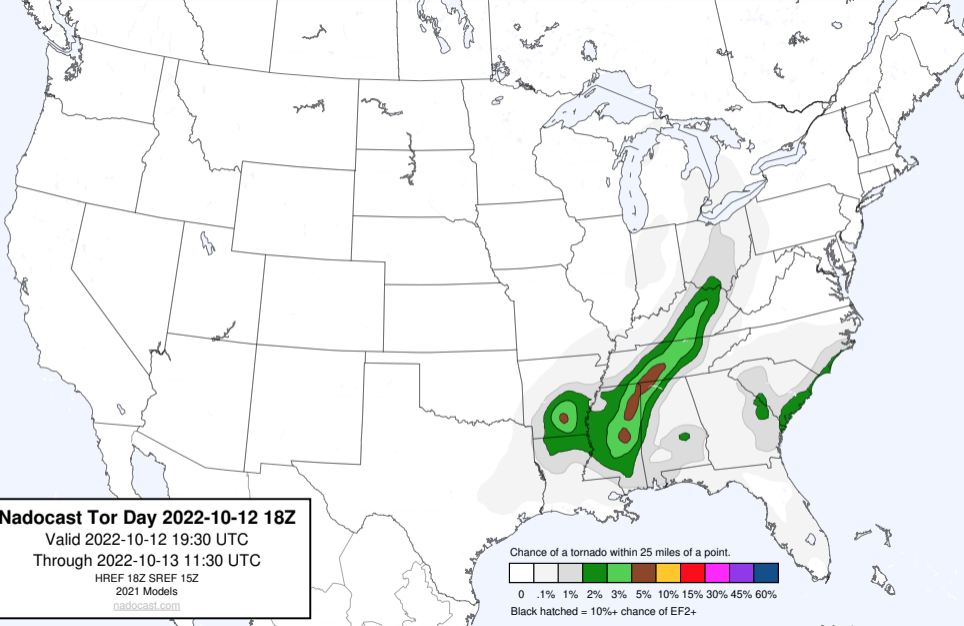 Nadocast Tor Day 2022-10-12 18Z
Valid 2022-10-12 19:30 UTC
Through 2022-10-13 11:30 UTC
HREF 18Z SREF 15Z
2021 Models
nadocast.com
Chance of a tornado within 25 miles of a point.
0 .1% 1% 2% 3% 5% 10% 15% 30% 45% 60%
Black hatched = 10%+ chance of EF2+